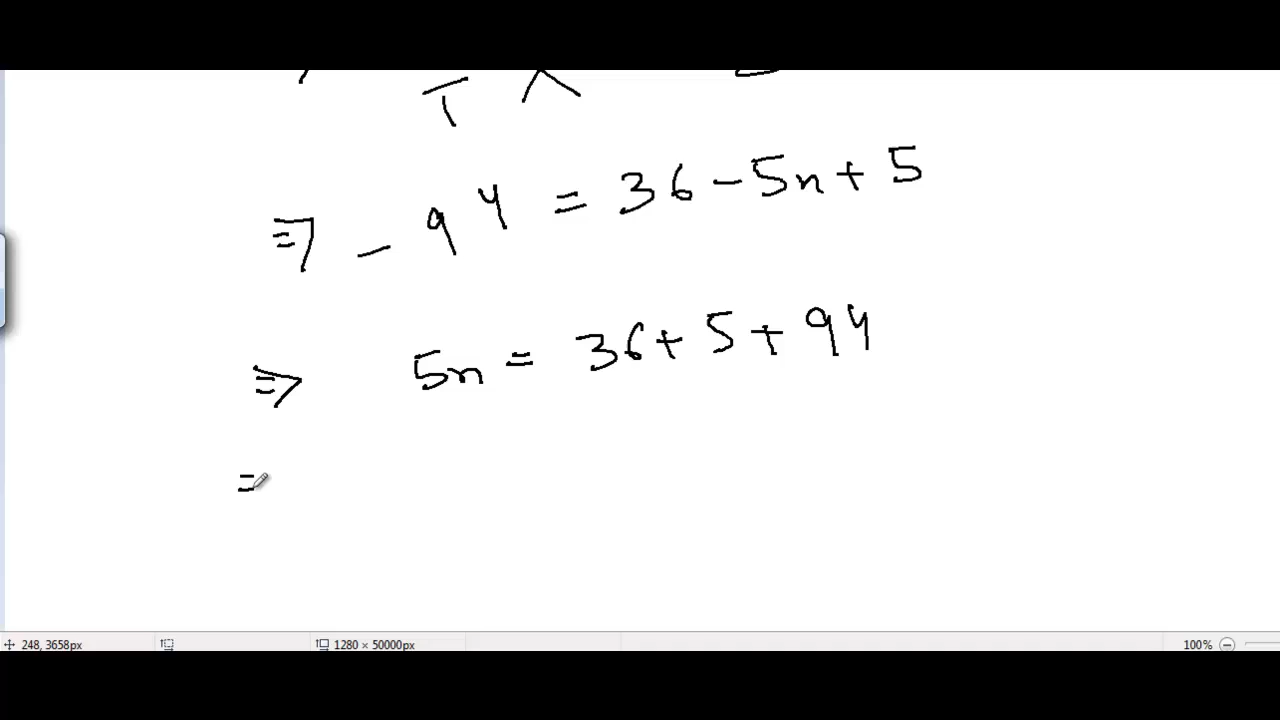 ⇒ - 94 = 36 - 5n + 5
⇒ 5n = 36 + 5 + 94
=
248, 3658px
1280 × 50000px
100%